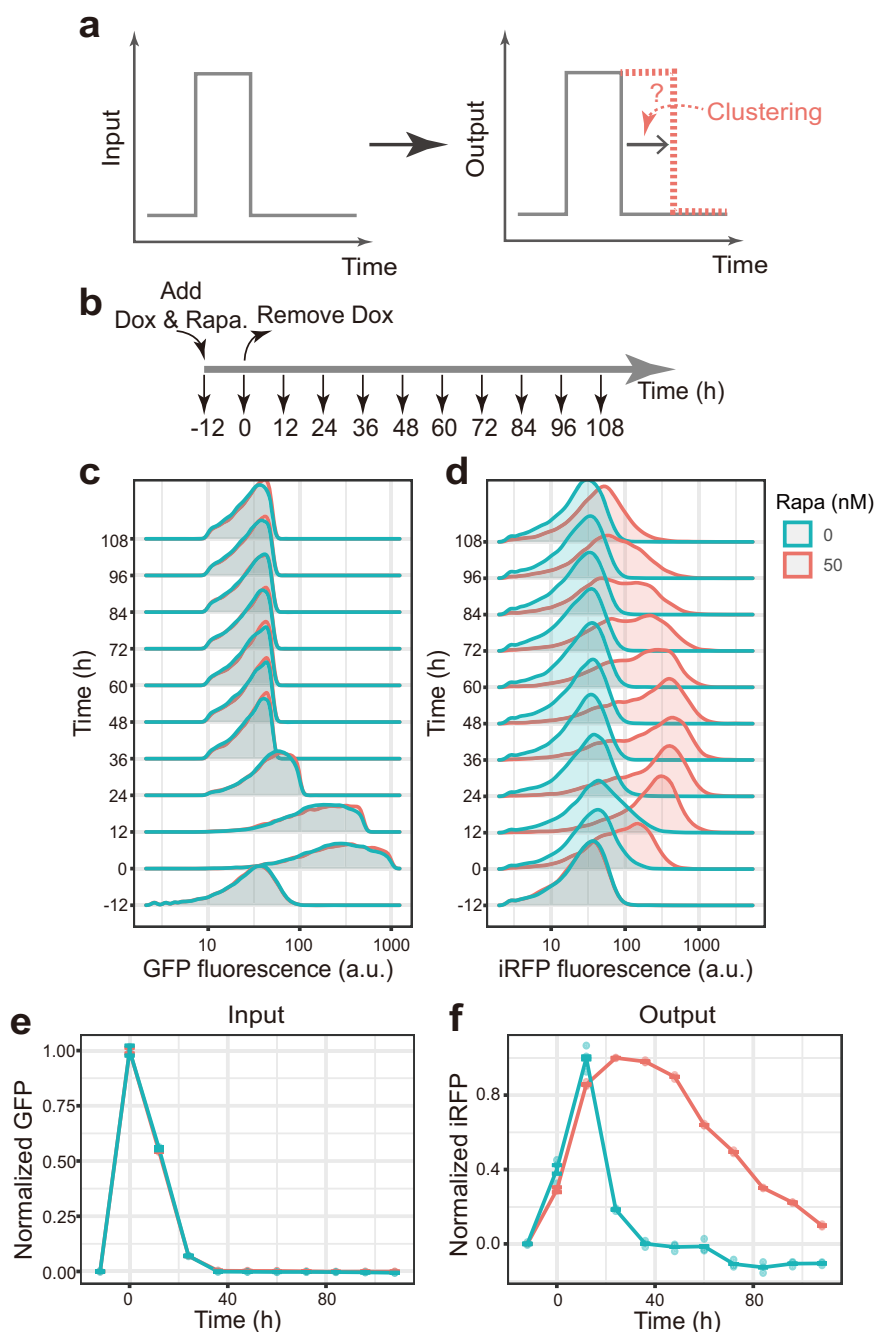 a
Input
Time
Output
?
Clustering
Time
b
Add
Dox & Rapa.
Remove Dox
Time (h)
-12 0 12 24 36 48 60 72 84 96 108
c
Time (h)
108
96
84
72
60
48
36
24
12
0
-12
10 100 1000
GFP fluorescence (a.u.)
d
Time (h)
108
96
84
72
60
48
36
24
12
0
-12
10 100 1000
iRFP fluorescence (a.u.)
Rapa (nM)
0
50
e
Input
Normalized GFP
1.00
0.75
0.50
0.25
0.00
0 40 80
Time (h)
f
Output
Normalized iRFP
0.8
0.4
0.0
0 40 80
Time (h)